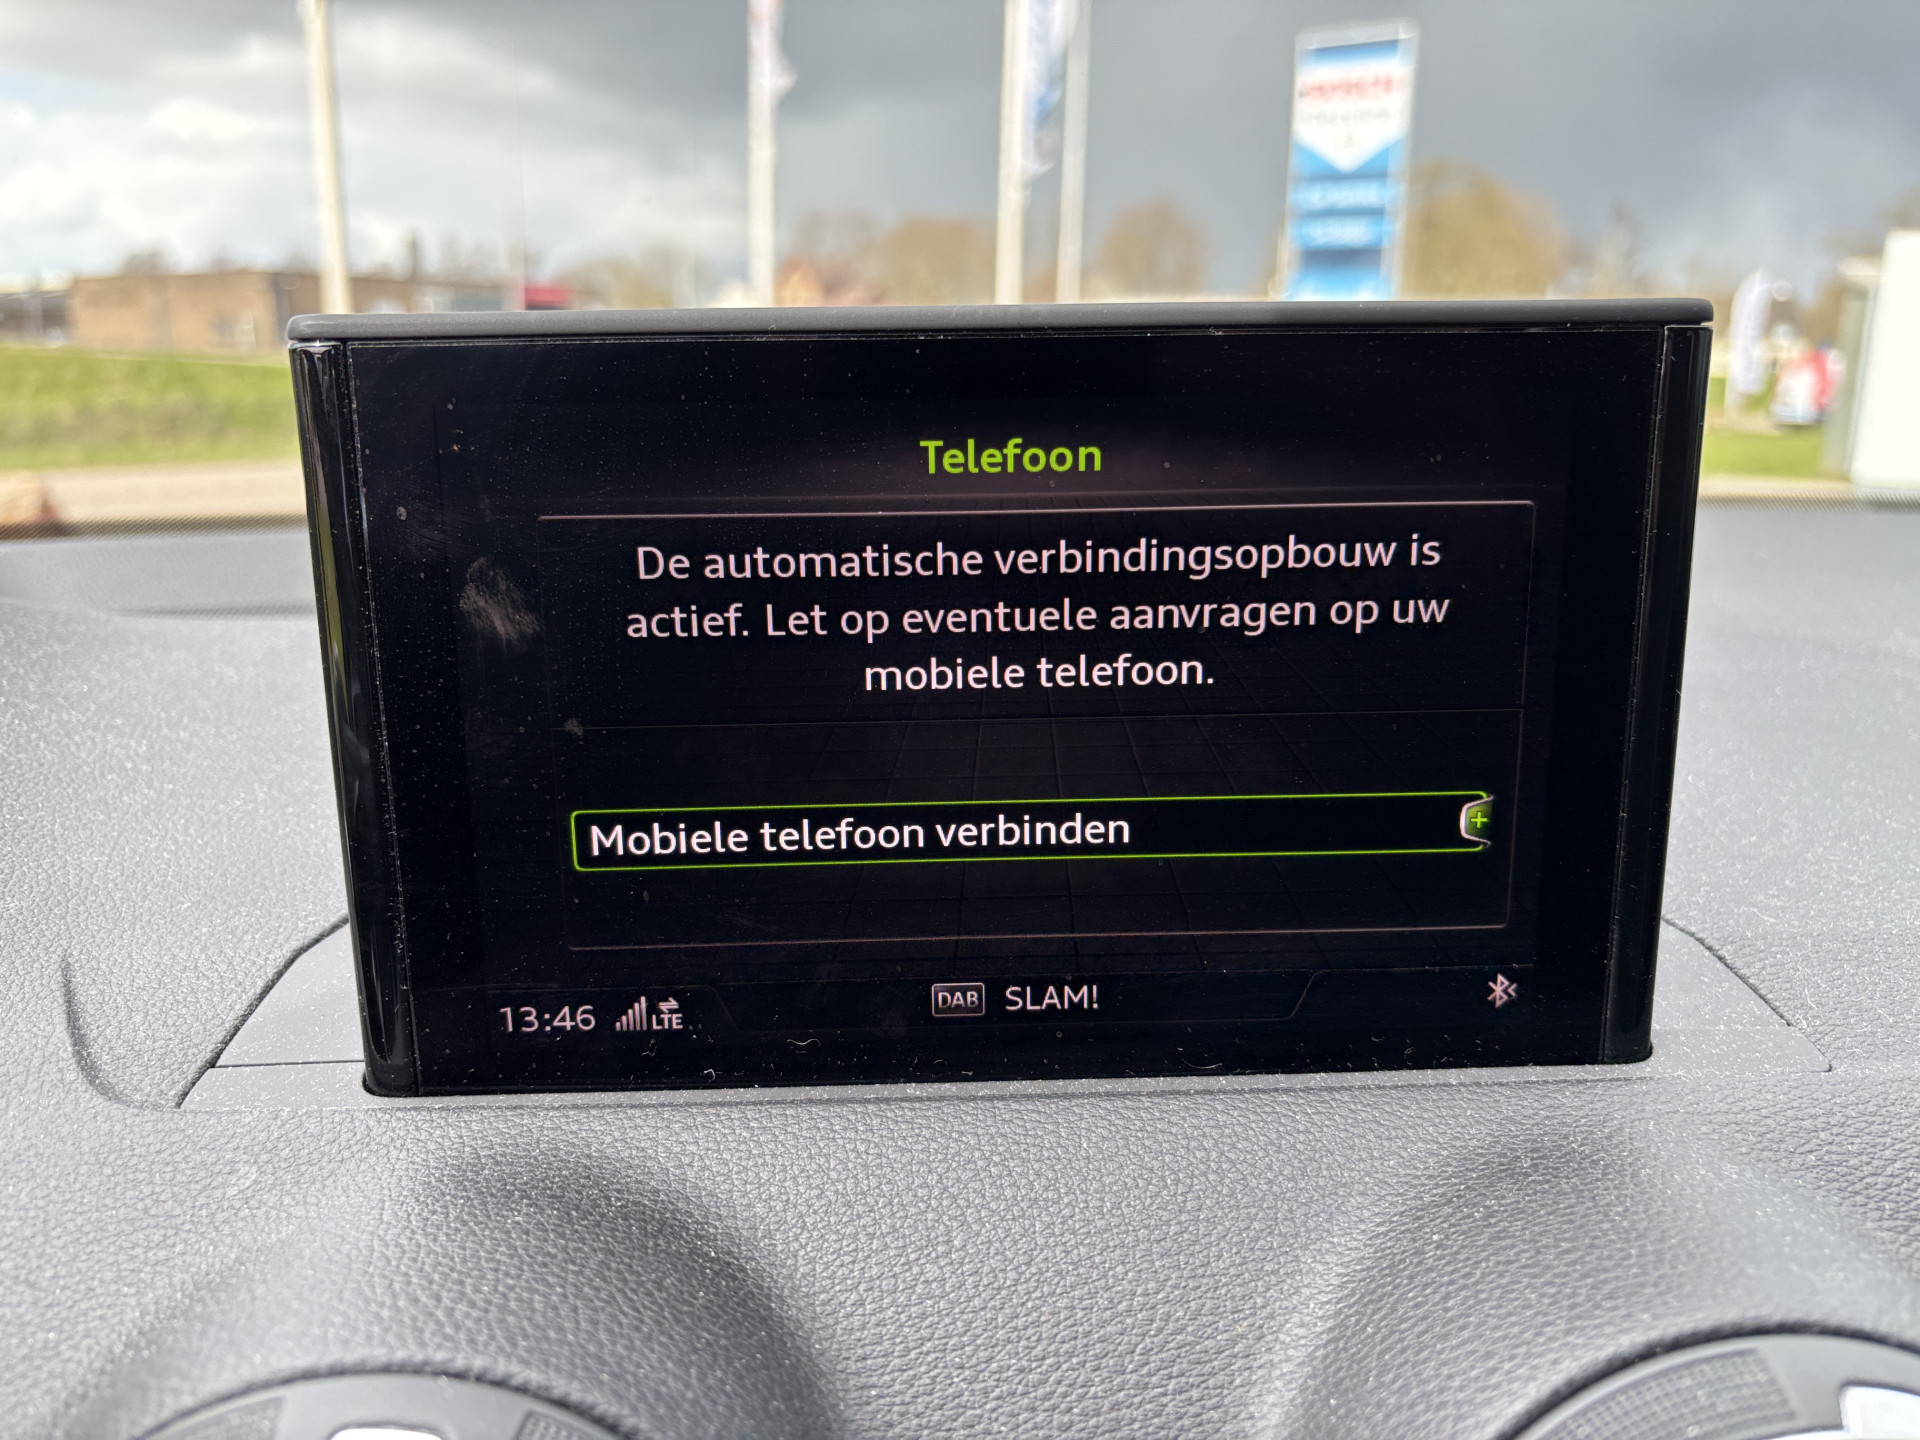 Telefoon
De automatische verbindingsopbouw is
actief. Let op eventuele aanvragen op uw
mobiele telefoon.
Mobiele telefoon verbinden
13:46 LTE DAB SLAM!